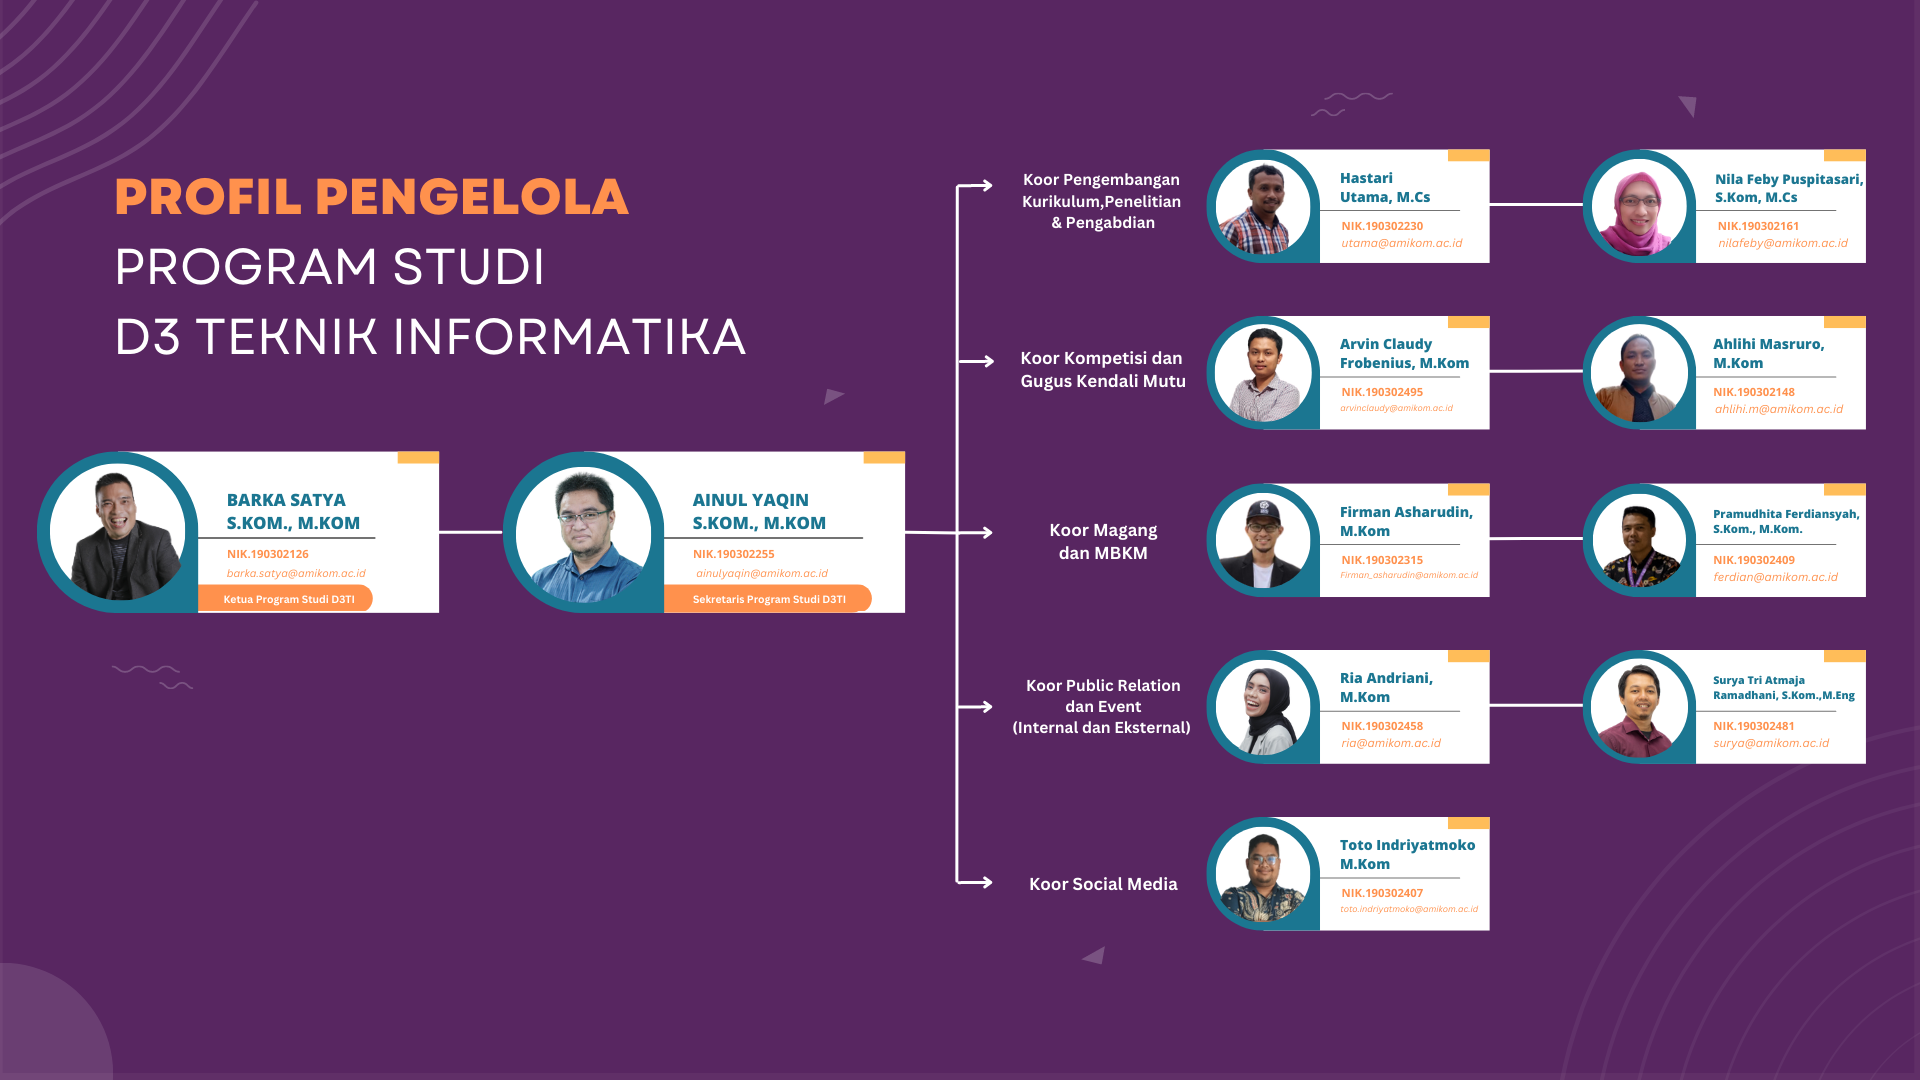 PROFIL PENGELOLA
PROGRAM STUDI
D3 TEKNIK INFORMATIKA
BARKA SATYA
S.KOM., M.KOM
NIK.190302126
barka.satya@amikom.ac.id
Ketua Program Studi D3TI
AINUL YAQIN
S.KOM., M.KOM
NIK.190302255
ainulyaqin@amikom.ac.id
Sekretaris Program Studi D3TI
Koor Pengembangan
Kurikulum,Penelitian
& Pengabdian
Hastari
Utama, M.Cs
NIK.190302230
utama@amikom.ac.id
Nila Feby Puspitasari,
S.Kom, M.Cs
NIK.190302161
nilafeby@amikom.ac.id
Koor Kompetisi dan
Gugus Kendali Mutu
Arvin Claudy
Frobenius, M.Kom
NIK.190302495
arvinclaudy@amikom.ac.id
Ahlihi Masruro,
M.Kom
NIK.190302148
ahlihi.m@amikom.ac.id
Koor Magang
dan MBKM
Firman Asharudin,
M.Kom
NIK.190302315
Firman_asharudin@amikom.ac.id
Pramudhita Ferdiansyah,
S.Kom., M.Kom.
NIK.190302409
ferdian@amikom.ac.id
Koor Public Relation
dan Event
(Internal dan Eksternal)
Ria Andriani,
M.Kom
NIK.190302458
ria@amikom.ac.id
Surya Tri Atmaja
Ramadhani, S.Kom.,M.Eng
NIK.190302481
surya@amikom.ac.id
Koor Social Media
Toto Indriyatmoko
M.Kom
NIK.190302407
toto.indriyatmoko@amikom.ac.id